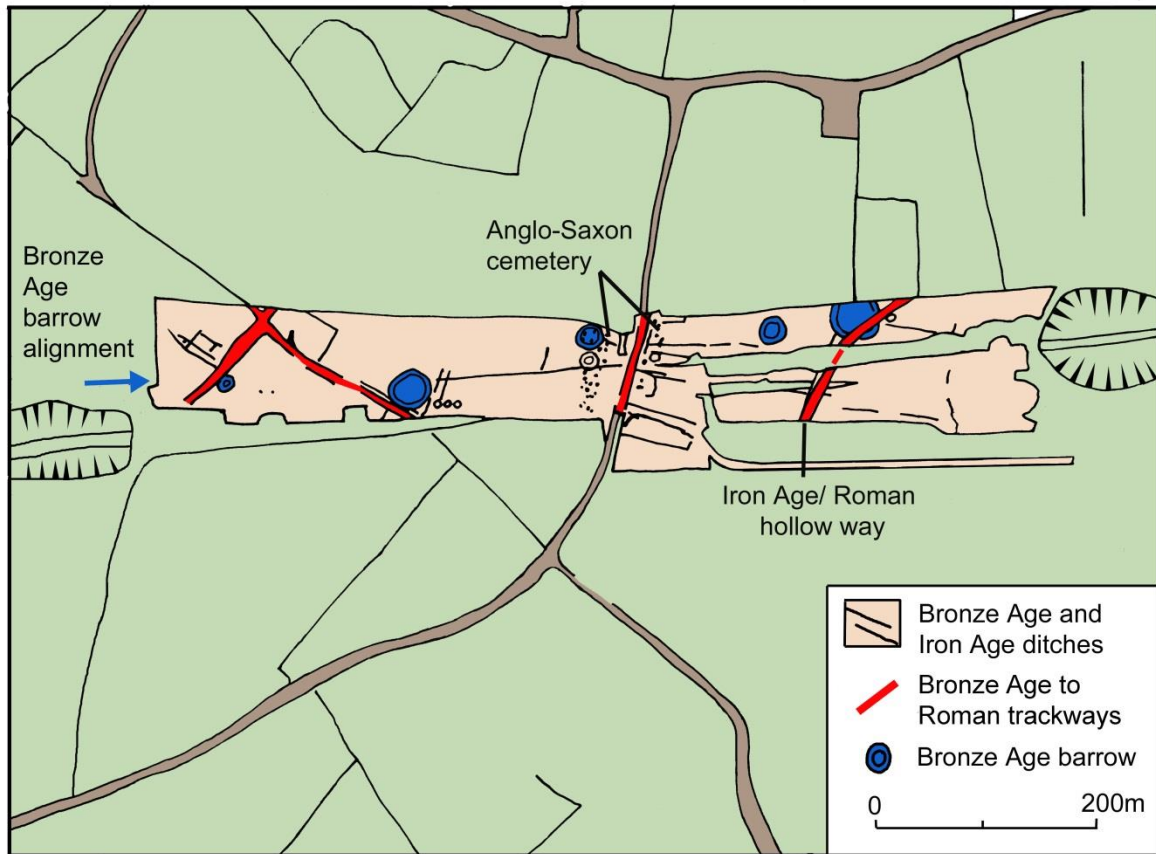 Anglo-Saxon
cemetery
Bronze
Age
barrow
alignment
Iron Age/ Roman
hollow way
Bronze Age and
Iron Age ditches
Bronze Age to
Roman trackways
Bronze Age barrow
0 200m